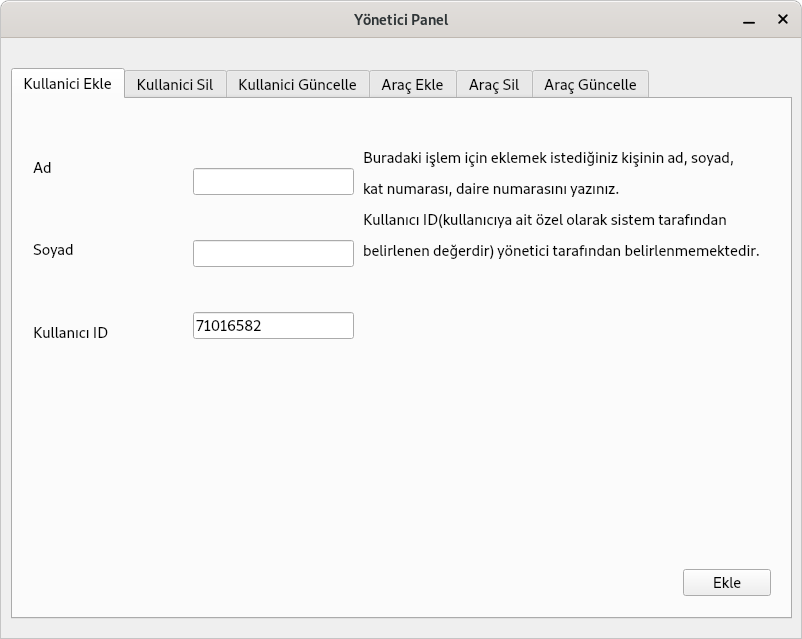 Yönetici Panel
Kullanici Ekle
Kullanici Sil
Kullanici Güncelle
Araç Ekle
Araç Sil
Araç Güncelle
Ad
Buradaki işlem için eklemek istediğiniz kişinin ad, soyad,
kat numarası, daire numarasını yazınız.
Kullanıcı ID(kullanıcıya ait özel olarak sistem tarafından
belirlenen değerdir) yönetici tarafından belirlenmemektedir.
Soyad
Kullanıcı ID
71016582
Ekle